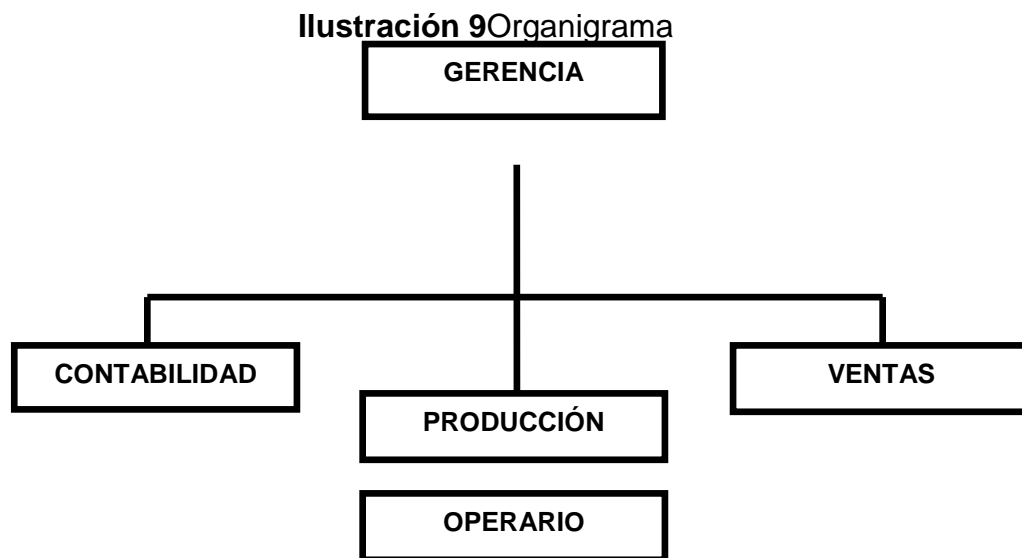 Ilustración 9Organigrama
GERENCIA
CONTABILIDAD
VENTAS
PRODUCCIÓN
OPERARIO